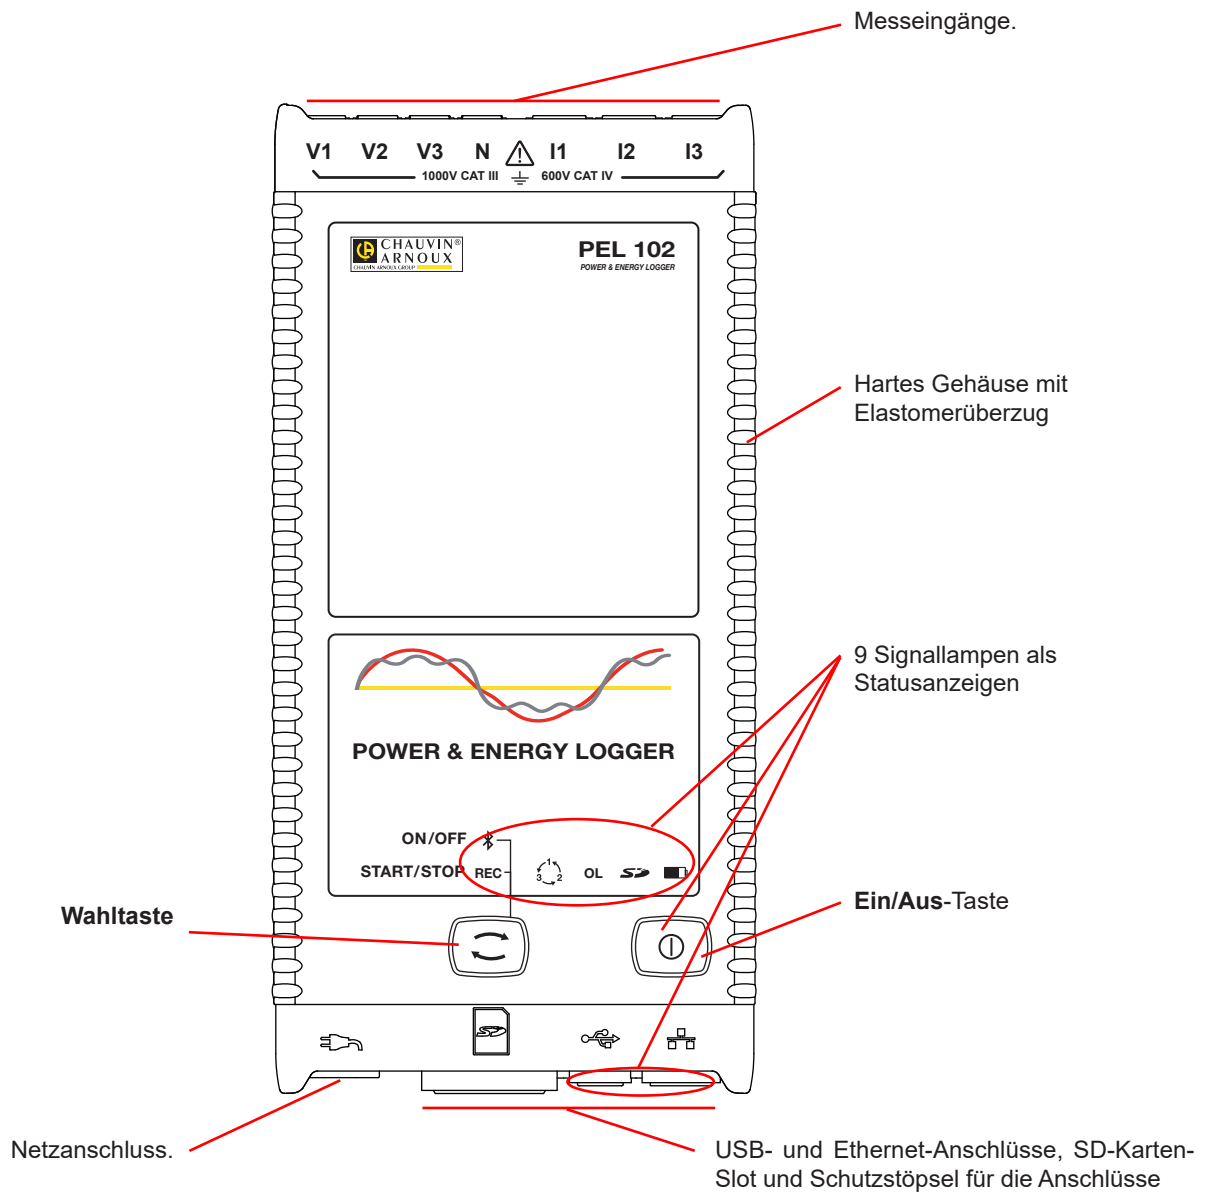 Messeingänge.
V1 V2 V3 N I1 I2 I3
1000V CAT III 600V CAT IV
CHAUVIN®
ARNOUX
CHAUVIN ARNOUX GROUP
PEL 102
POWER & ENERGY LOGGER
Hartes Gehäuse mit
Elastomerüberzug
9 Signallampen als
Statusanzeigen
POWER & ENERGY LOGGER
ON/OFF
START/STOP REC
1
3 2
OL
SD
Wahltaste
Ein/Aus-Taste
SD
Netzanschluss.
USB- und Ethernet-Anschlüsse, SD-Karten-
Slot und Schutzstöpsel für die Anschlüsse